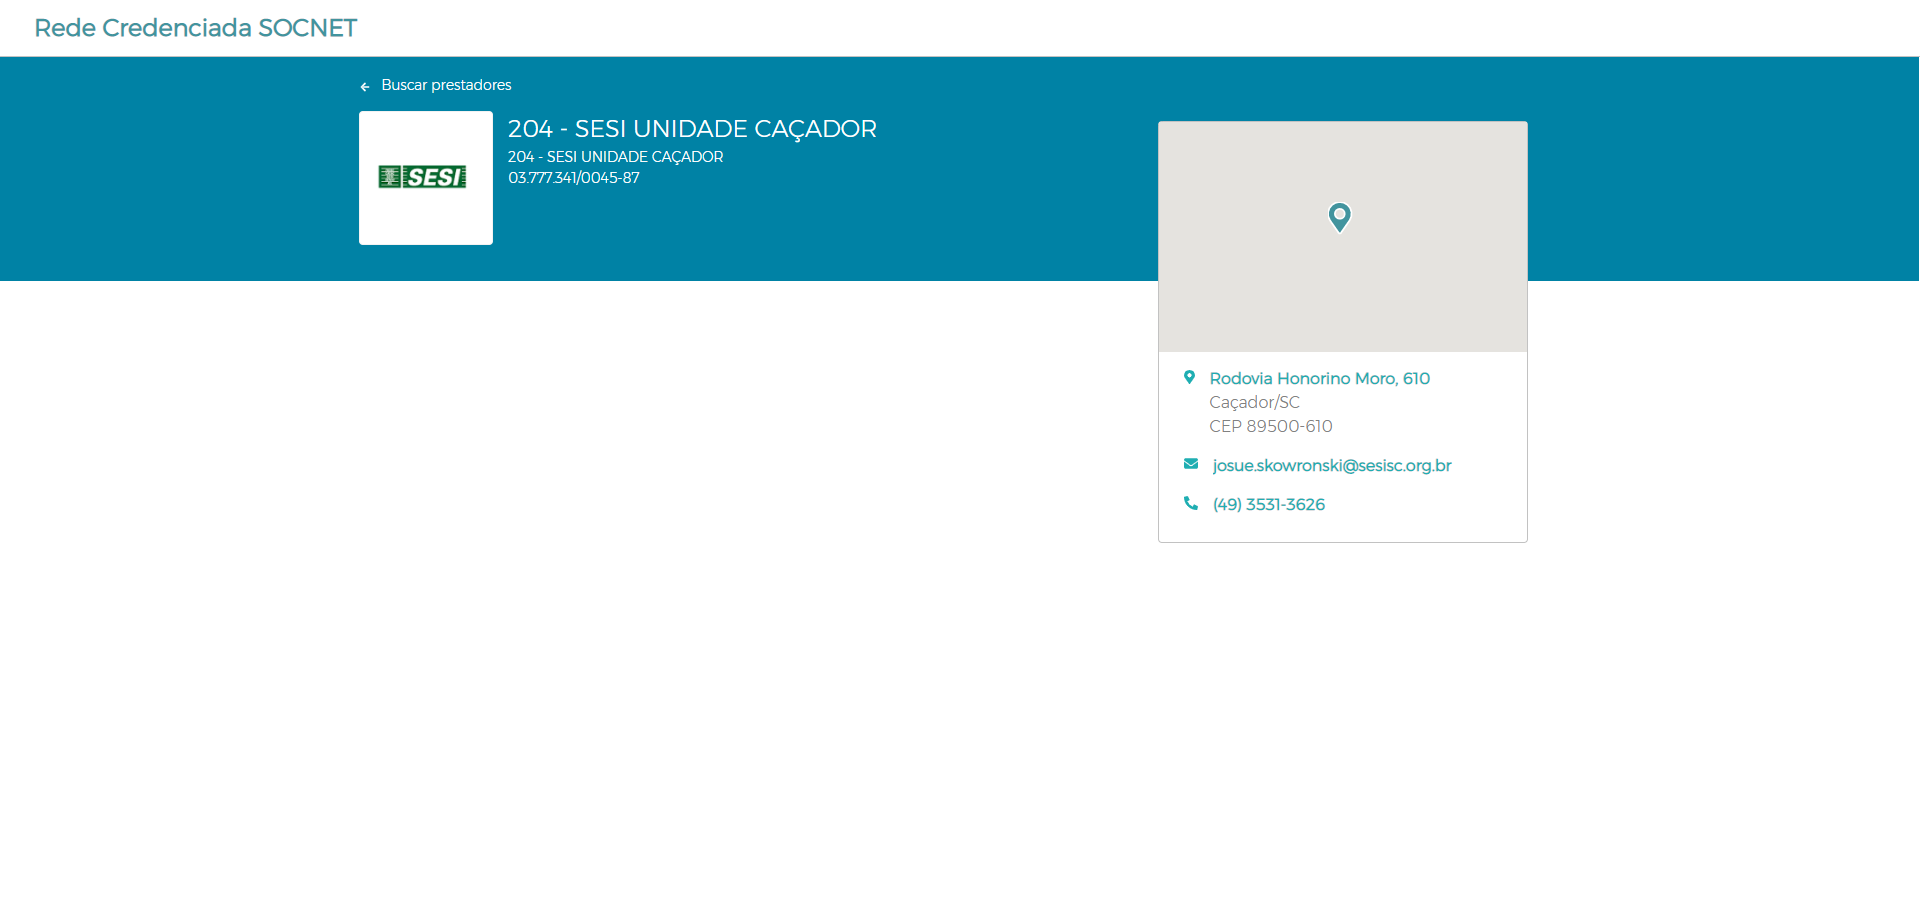 Rede Credenciada SOCNET
Buscar prestadores
SESI
204 - SESI UNIDADE CAÇADOR
204 - SESI UNIDADE CAÇADOR
03.777.341/0045-87
Rodovia Honorino Moro, 610
Caçador/SC
CEP 89500-610
josue.skowronski@sesisc.org.br
(49) 3531-3626